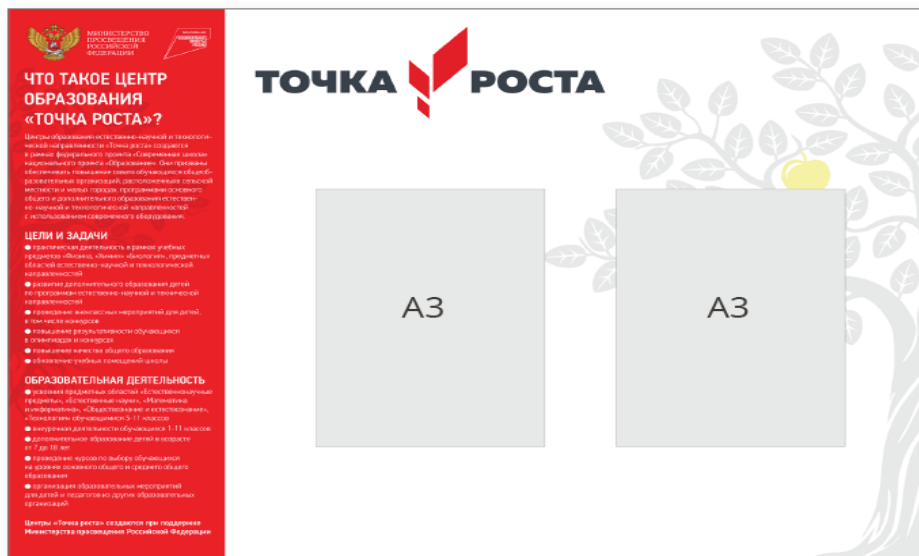 МИНИСТЕРСТВО
ПРОСВЕЩЕНИЯ
РОССИЙСКОЙ
ФЕДЕРАЦИИ
ЧТО ТАКОЕ ЦЕНТР
ОБРАЗОВАНИЯ
«ТОЧКА РОСТА»?
Центры образования естественно-научной и технологи-
ческой направленности «Точка роста» создаются
в рамках федерального проекта «Современная школа»
национального проекта «Образование». Они призваны
обеспечивать повышение охвата обучающихся общеоб-
разовательных организаций, расположенных в сельской
местности и малых городах, программами основного
общего и дополнительного образования естествен-
но-научной и технологической направленностей
с использованием современного оборудования.
ЦЕЛИ И ЗАДАЧИ
● практическая деятельность в рамках учебных
предметов «Физика, «Химия» «Биология», предметных
областей естественно-научной и технологической
направленностей
● развитие дополнительного образования детей
по программам естественно-научной и технической
направленностей
● проведение внеклассных мероприятий для детей,
в том числе конкурсов
● повышение результативности обучающихся
в олимпиадах и конкурсах
● повышение качества общего образования
● обновление учебных помещений школы
ОБРАЗОВАТЕЛЬНАЯ ДЕЯТЕЛЬНОСТЬ
● усвоения предметных областей «Естественнонаучные
предметы», «Естественные науки», «Математика
и информатика», «Обществознание и естествознание»,
«Технология» обучающимися 5-11 классов
● внеурочная деятельности обучающихся 1-11 классов
● дополнительное образование детей в возрасте
от 7 до 18 лет
● проведение курсов по выбору обучающихся
на уровнях основного общего и среднего общего
образования
● организация образовательных мероприятий
для детей и педагогов из других образовательных
организаций
Центры «Точка роста» создаются при поддержке
Министерства просвещения Российской Федерации
ТОЧКА РОСТА
А3
А3